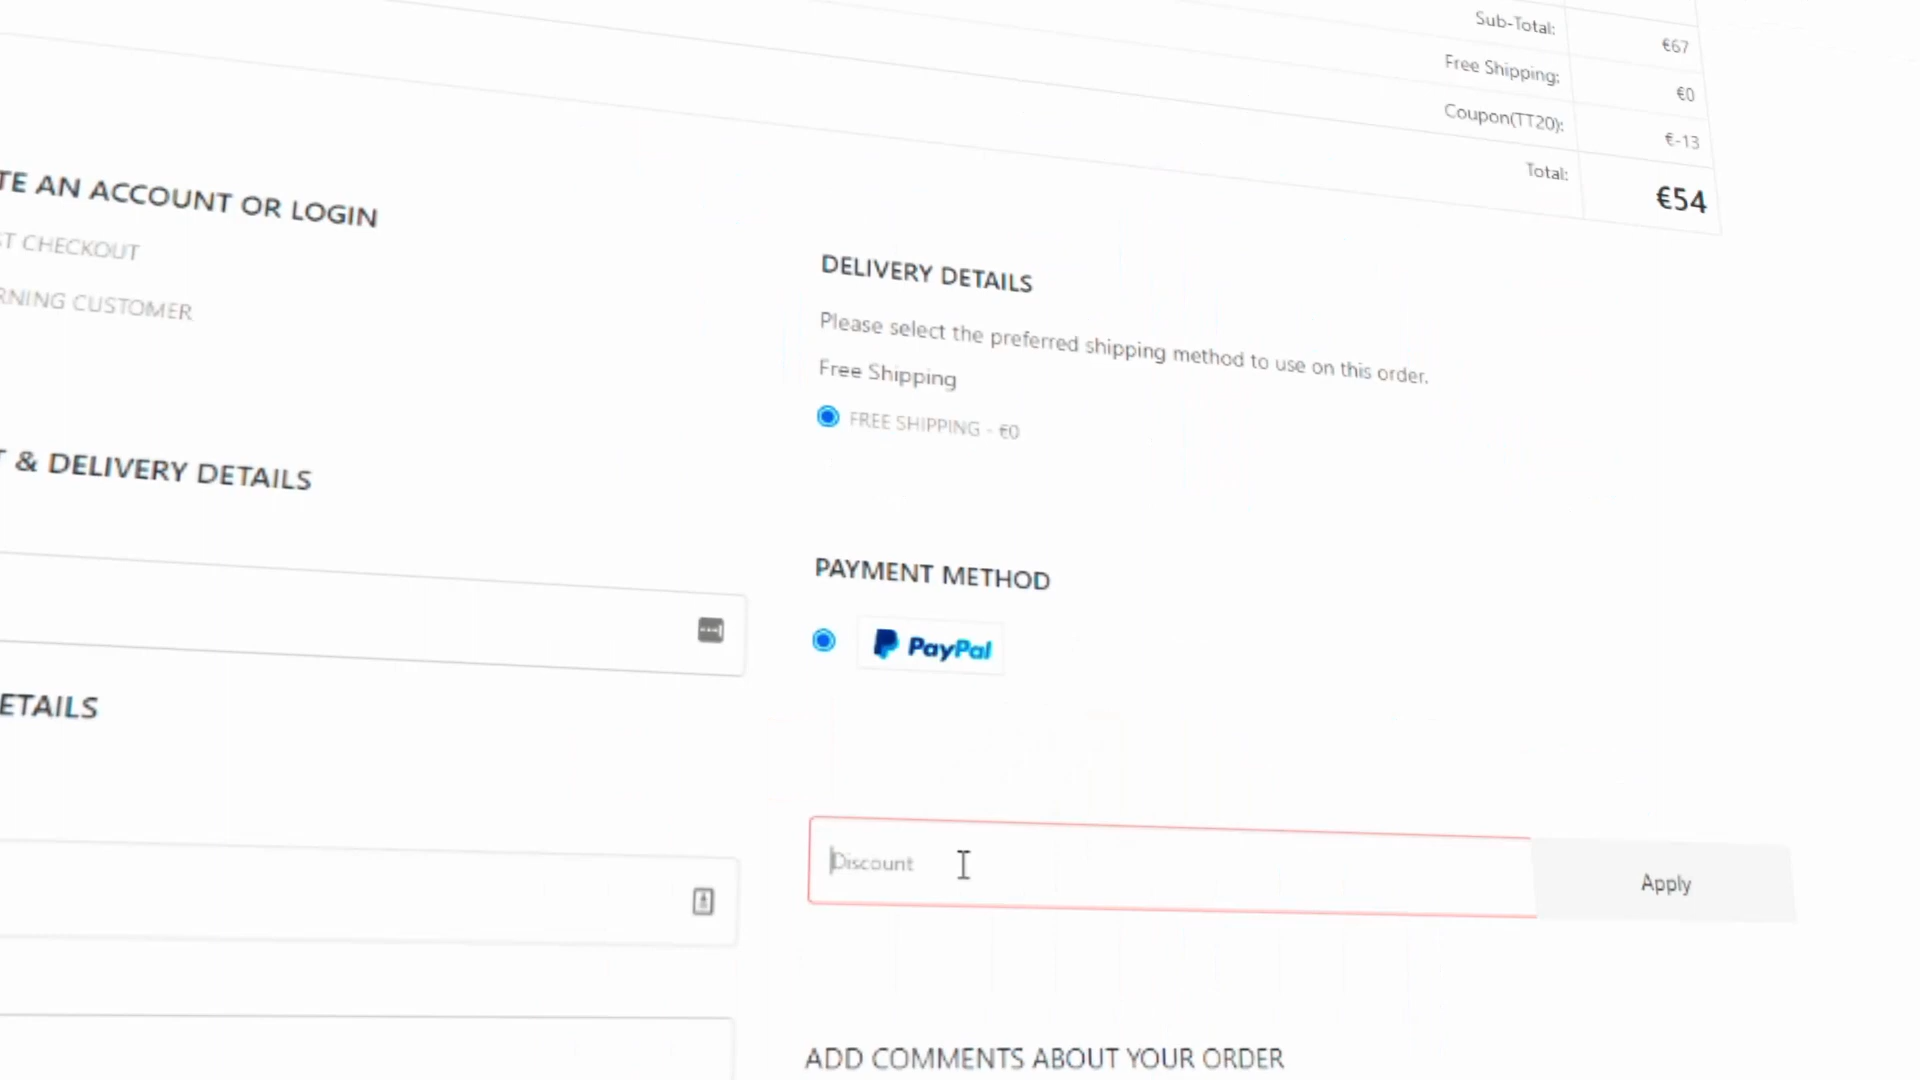 Sub-Total: €67
Free Shipping: €0
Coupon(TT20): €-13
Total: €54
TE AN ACCOUNT OR LOGIN
ST CHECKOUT
RNING CUSTOMER
T & DELIVERY DETAILS
ETAILS
DELIVERY DETAILS
Please select the preferred shipping method to use on this order.
Free Shipping
FREE SHIPPING - €0
PAYMENT METHOD
PayPal
Discount
Apply
ADD COMMENTS ABOUT YOUR ORDER